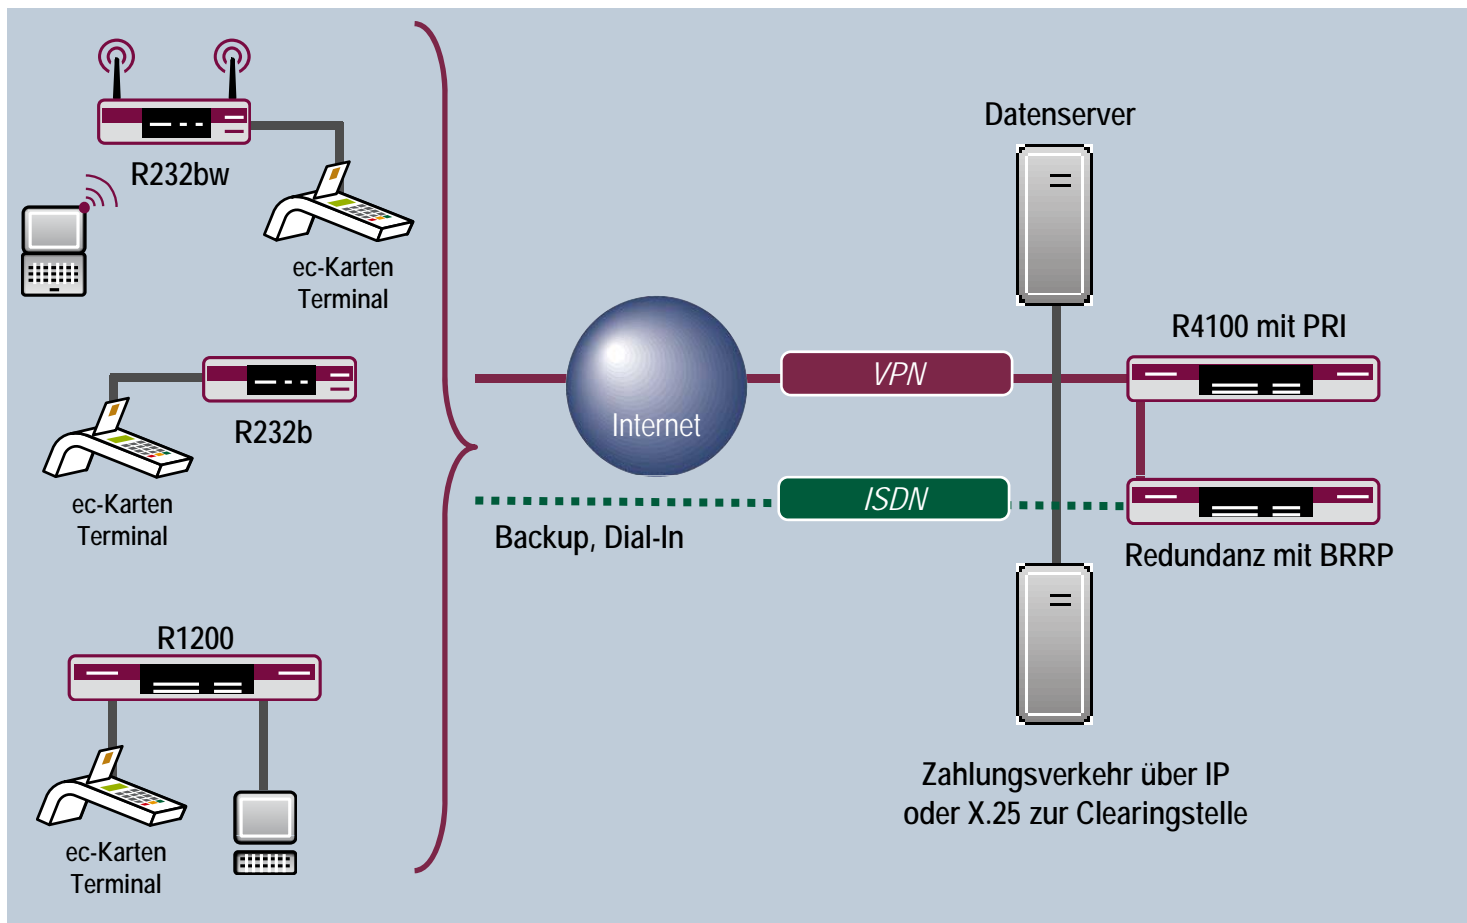 R232bw
ec-Karten
Terminal
R232b
ec-Karten
Terminal
R1200
ec-Karten
Terminal
Internet
VPN
ISDN
Backup, Dial-In
Datenserver
R4100 mit PRI
Redundanz mit BRRP
Zahlungsverkehr über IP
oder X.25 zur Clearingstelle